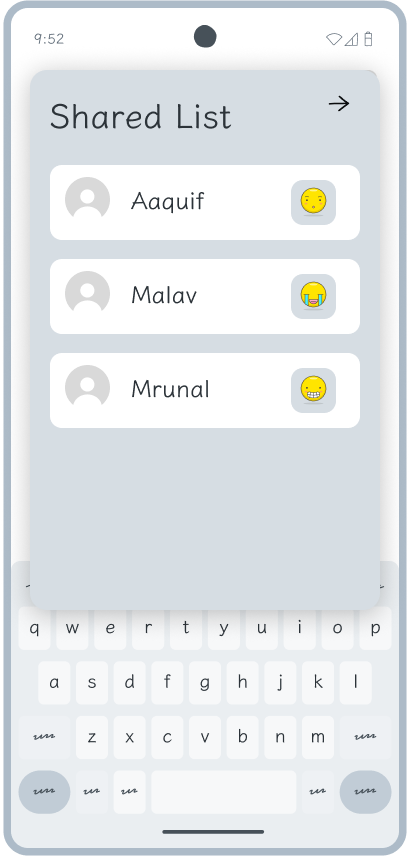 9:52
Shared List
Aaquif
Malav
Mrunal
q w e r t y u i o p
a s d f g h j k l
z x c v b n m